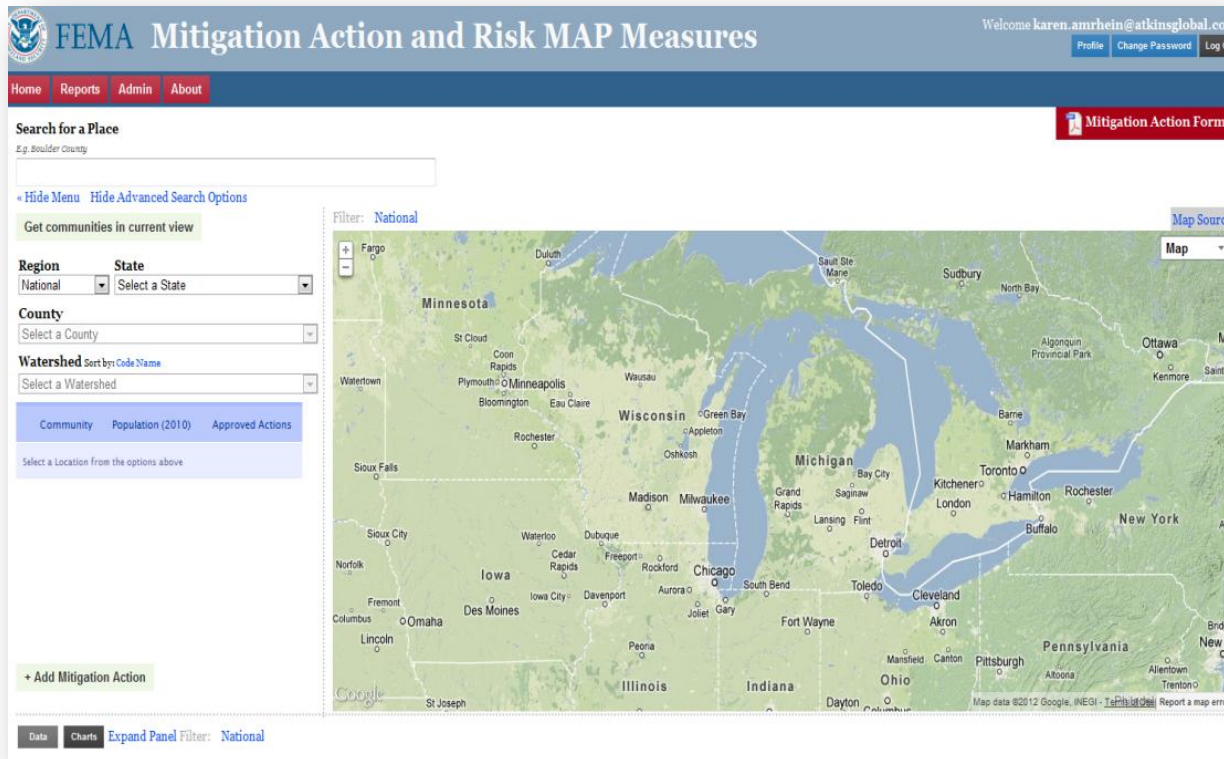 FEMA Mitigation Action and Risk MAP Measures
Welcome karen.amrhein@atkinsglobal.co
Profile Change Password Log
Home Reports Admin About
Mitigation Action Form
Search for a Place
E.g. Boulder County
« Hide Menu Hide Advanced Search Options
Get communities in current view
Filter: National
Map Sourc
Region State
National Select a State
County
Select a County
Watershed Sort by: Code Name
Select a Watershed
Community Population (2010) Approved Actions
Select a Location from the options above
+ Add Mitigation Action
+
-
Map
Fargo
Duluth
Sault Ste
Marie
Sudbury
North Bay
Minnesota
St Cloud
Coon
Rapids
Algonquin
Provincial Park
Ottawa
Kenmore
Saint
Watertown
Plymouth Minneapolis
Wausau
Bloomington Eau Claire
Wisconsin Green Bay
Appleton
Barrie
Rochester
Oshkosh
Markham
Sioux Falls
Michigan
Bay City
Toronto
Kitchener
Madison Milwaukee
Grand
Rapids
Saginaw
London
Hamilton Rochester
Lansing Flint
Buffalo
New York
Sioux City
Waterloo Dubuque
Detroit
Norfolk
Cedar
Rapids
Freeport
Rockford
Chicago
Iowa
Iowa City Davenport
Aurora
South Bend
Toledo
Cleveland
Fremont
Joliet Gary
Columbus
Omaha
Des Moines
Fort Wayne
Akron
Lincoln
Peoria
Pennsylvania
Brid
New
Mansfield Canton Pittsburgh
Altoona
Allentown
Trenton
Illinois
Indiana
Ohio
Google
St Joseph
Dayton
Columbus
Map data ©2012 Google, INEGI - Report a map erro
Data Charts Expand Panel Filter: National